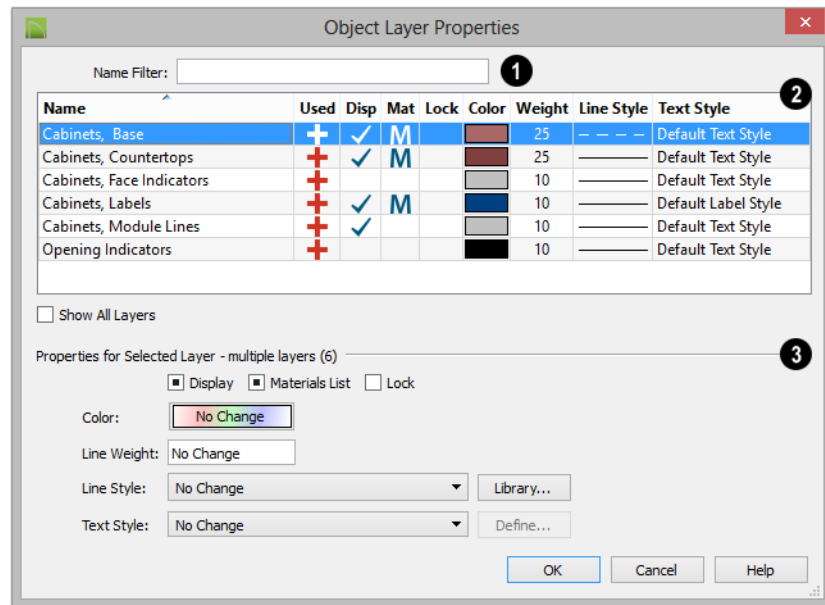 Object Layer Properties
Name Filter:
1
Name Used Disp Mat Lock Color Weight Line Style Text Style
2
Cabinets, Base M 25 Default Text Style
Cabinets, Countertops M 25 Default Text Style
Cabinets, Face Indicators 10 Default Text Style
Cabinets, Labels M 10 Default Label Style
Cabinets, Module Lines 10 Default Text Style
Opening Indicators 10 Default Text Style
Show All Layers
Properties for Selected Layer - multiple layers (6)
3
Display Materials List Lock
Color: No Change
Line Weight: No Change
Line Style: No Change Library...
Text Style: No Change Define...
OK Cancel Help